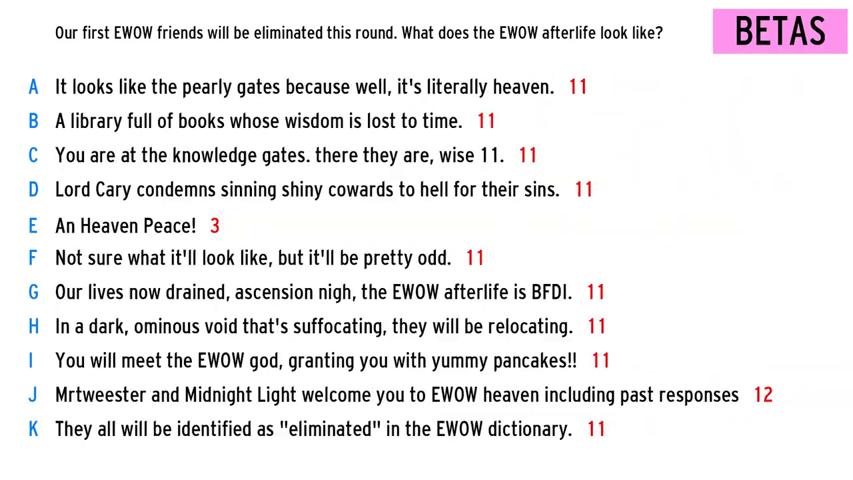 Our first EWOW friends will be eliminated this round. What does the EWOW afterlife look like?
BETAS
A It looks like the pearly gates because well, it's literally heaven. 11
B A library full of books whose wisdom is lost to time. 11
C You are at the knowledge gates. there they are, wise 11. 11
D Lord Cary condemns sinning shiny cowards to hell for their sins. 11
E An Heaven Peace! 3
F Not sure what it'll look like, but it'll be pretty odd. 11
G Our lives now drained, ascension nigh, the EWOW afterlife is BFDI. 11
H In a dark, ominous void that's suffocating, they will be relocating. 11
I You will meet the EWOW god, granting you with yummy pancakes!! 11
J Mrtweester and Midnight Light welcome you to EWOW heaven including past responses 12
K They all will be identified as "eliminated" in the EWOW dictionary. 11